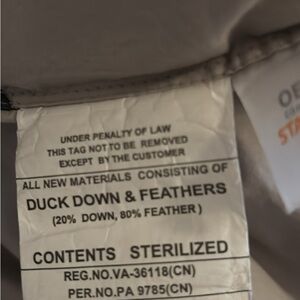 UNDER PENALTY OF LAW
THIS TAG NOT TO BE REMOVED
EXCEPT BY THE CUSTOMER
ALL NEW MATERIALS CONSISTING OF
DUCK DOWN & FEATHERS
(20% DOWN, 80% FEATHER)
CONTENTS STERILIZED
REG.NO.VA-36118(CN)
PER.NO.PA 9785(CN)
OE
STA